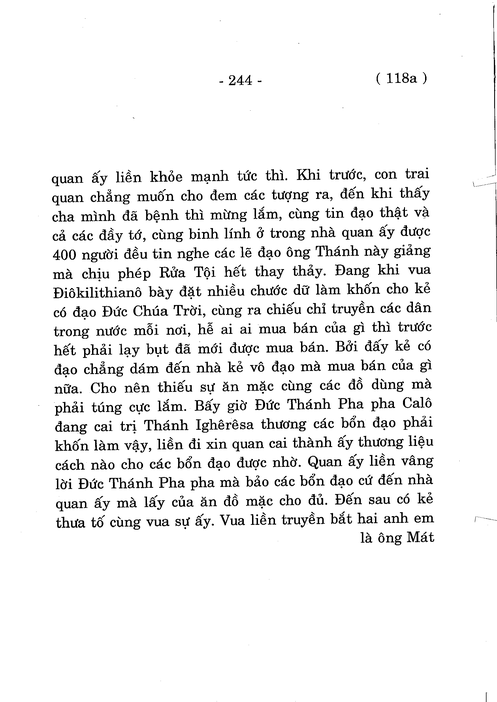 - 244 -
( 118a )
quan ấy liền khỏe mạnh tức thì. Khi trước, con trai
quan chẳng muốn cho đem các tượng ra, đến khi thấy
cha mình đã bệnh thì mừng lắm, cùng tin đạo thật và
cả các đầy tớ, cùng binh lính ở trong nhà quan ấy được
400 người đều tin nghe các lẽ đạo ông Thánh này giảng
mà chịu phép Rửa Tội hết thay thảy. Đang khi vua
Điôkilithianô bày đặt nhiều chước dữ làm khốn cho kẻ
có đạo Đức Chúa Trời, cùng ra chiếu chỉ truyền các dân
trong nước mỗi nơi, hễ ai ai mua bán của gì thì trước
hết phải lạy bụt đã mới được mua bán. Bởi đấy kẻ có
đạo chẳng dám đến nhà kẻ vô đạo mà mua bán của gì
nữa. Cho nên thiếu sự ăn mặc cùng các đồ dùng mà
phải túng cực lắm. Bấy giờ Đức Thánh Pha pha Calô
đang cai trị Thánh Ighêrêsa thương các bổn đạo phải
khốn làm vậy, liền đi xin quan cai thành ấy thương liệu
cách nào cho các bổn đạo được nhờ. Quan ấy liền vâng
lời Đức Thánh Pha pha mà bảo các bổn đạo cứ đến nhà
quan ấy mà lấy của ăn đồ mặc cho đủ. Đến sau có kẻ
thưa tố cùng vua sự ấy. Vua liền truyền bắt hai anh em
là ông Mát